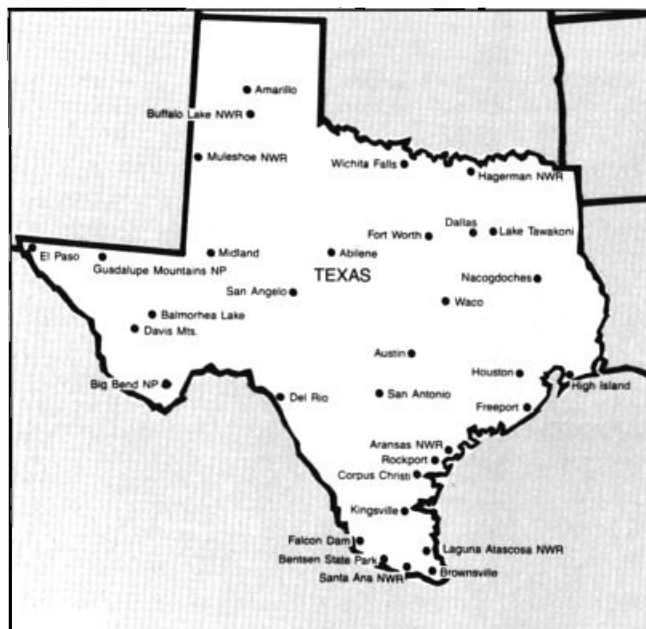 Amarillo
Buffalo Lake NWR
Muleshoe NWR
Wichita Falls
Hagerman NWR
Dallas
Lake Tawakoni
Fort Worth
El Paso
Guadalupe Mountains NP
Midland
Abilene
TEXAS
Nacogdoches
San Angelo
Waco
Balmorhea Lake
Davis Mts.
Austin
Big Bend NP
Houston
High Island
Del Rio
San Antonio
Freeport
Aransas NWR
Rockport
Corpus Christi
Kingsville
Falcon Dam
Laguna Atascosa NWR
Bentsen State Park
Santa Ana NWR
Brownsville